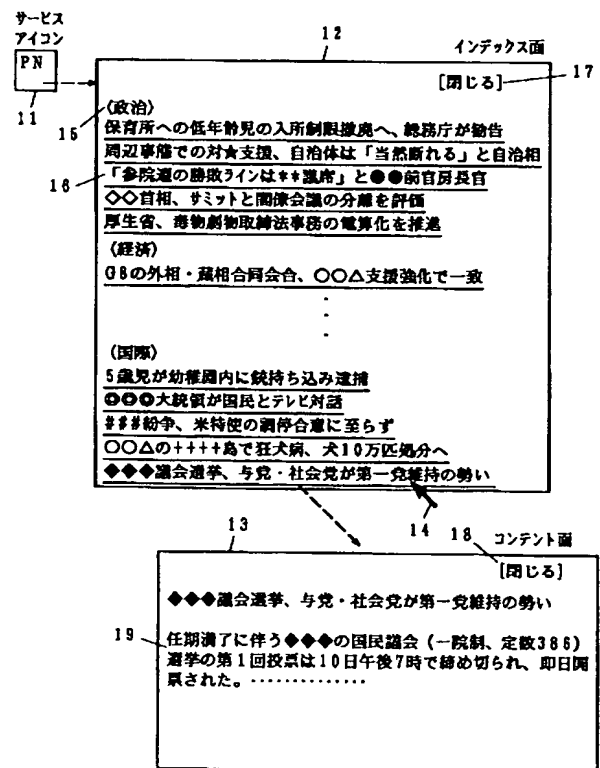 サービス
アイコン
PN
11
12
インデックス面
[閉じる]
17
15
〈政治〉
保育所への低年齢児の入所制限撤廃へ、総務庁が勧告
周辺事態での対★支援、自治体は「当然断れる」と自治相
16
「参院選の勝敗ラインは＊＊議席」と●●前官房長官
◇◇首相、サミットと閣僚会議の分離を評価
厚生省、毒物劇物取締法事務の電算化を推進
〈経済〉
G8の外相・蔵相合同会合、〇〇△支援強化で一致
・
・
・
〈国際〉
5歳児が幼稚園内に銃持ち込み逮捕
◎◎◎大統領が国民とテレビ対話
###紛争、米特使の調停合意に至らず
〇〇△の++++島で狂犬病、犬10万匹処分へ
◆◆◆議会選挙、与党・社会党が第一党維持の勢い
14
13
18
コンテント面
[閉じる]
◆◆◆議会選挙、与党・社会党が第一党維持の勢い
19
任期満了に伴う◆◆◆の国民議会（一院制、定数386）
選挙の第1回投票は10日午後7時で締め切られ、即日開
票された。‥‥‥‥‥‥‥